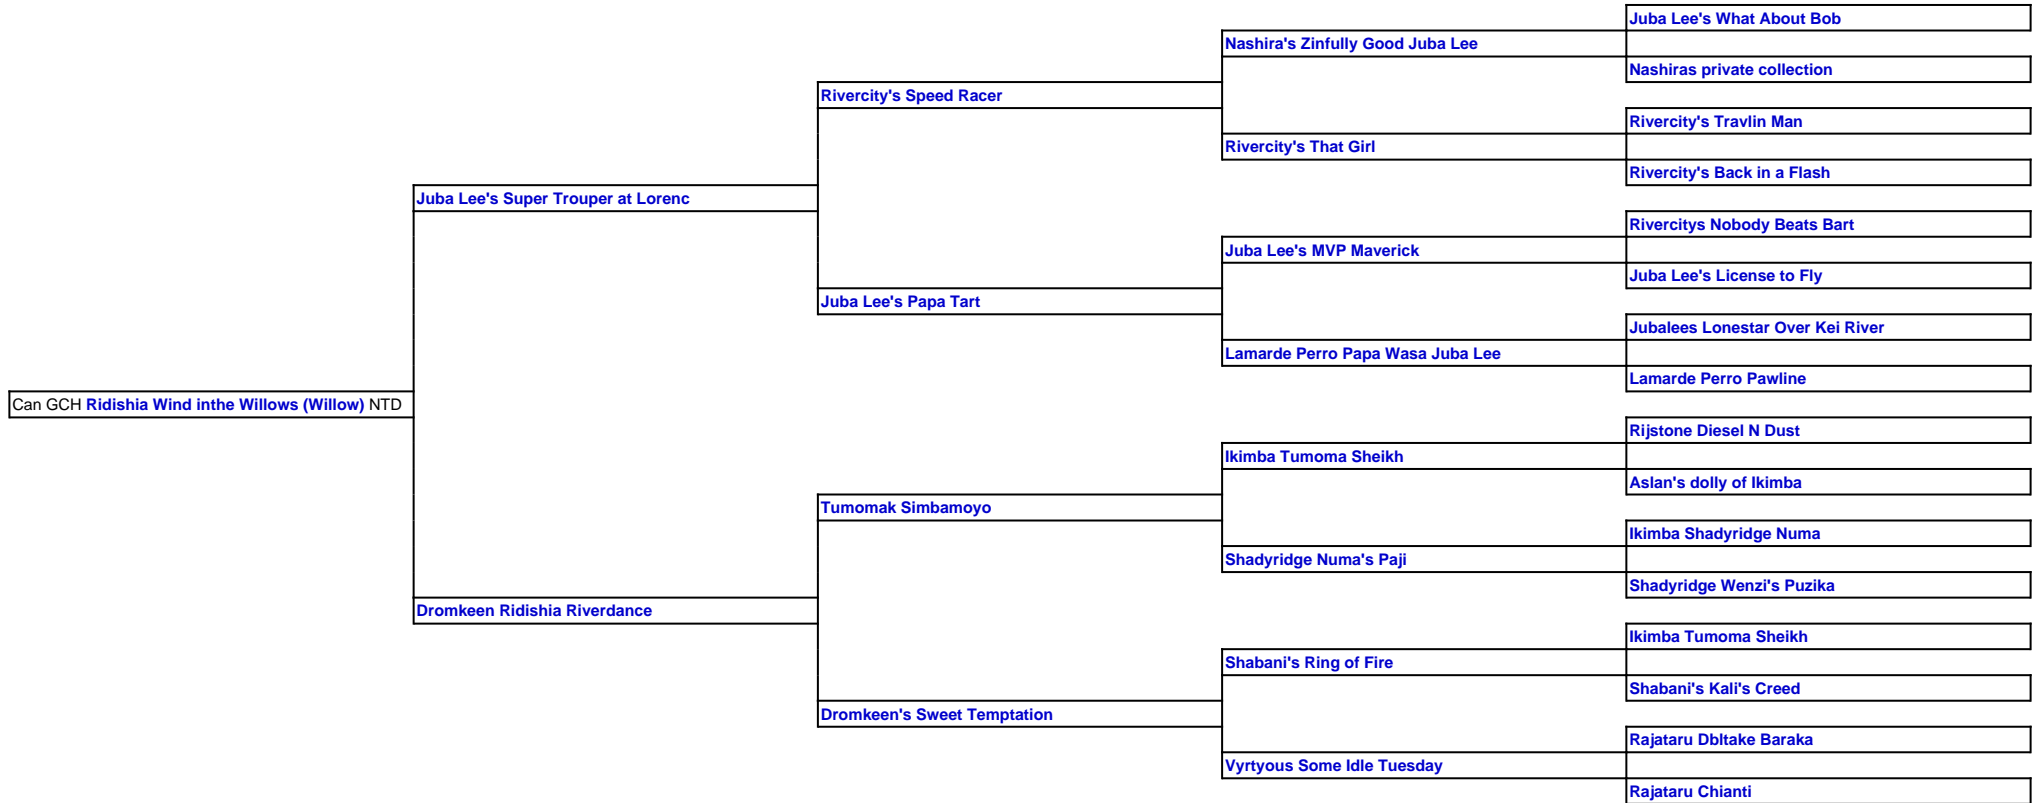 Juba Lee's What About Bob
Nashira's Zinfully Good Juba Lee
Nashiras private collection
Rivercity's Speed Racer
Rivercity's Travlin Man
Rivercity's That Girl
Rivercity's Back in a Flash
Juba Lee's Super Trouper at Lorenc
Rivercitys Nobody Beats Bart
Juba Lee's MVP Maverick
Juba Lee's License to Fly
Juba Lee's Papa Tart
Jubalees Lonestar Over Kei River
Lamarde Perro Papa Wasa Juba Lee
Lamarde Perro Pawline
Can GCH Ridishia Wind inthe Willows (Willow) NTD
Rijstone Diesel N Dust
Ikimba Tumoma Sheikh
Aslan's dolly of Ikimba
Tumomak Simbamoyo
Ikimba Shadyridge Numa
Shadyridge Numa's Paji
Shadyridge Wenzi's Puzika
Dromkeen Ridishia Riverdance
Ikimba Tumoma Sheikh
Shabani's Ring of Fire
Shabani's Kali's Creed
Dromkeen's Sweet Temptation
Rajataru Dbltake Baraka
Vyrtyous Some Idle Tuesday
Rajataru Chianti